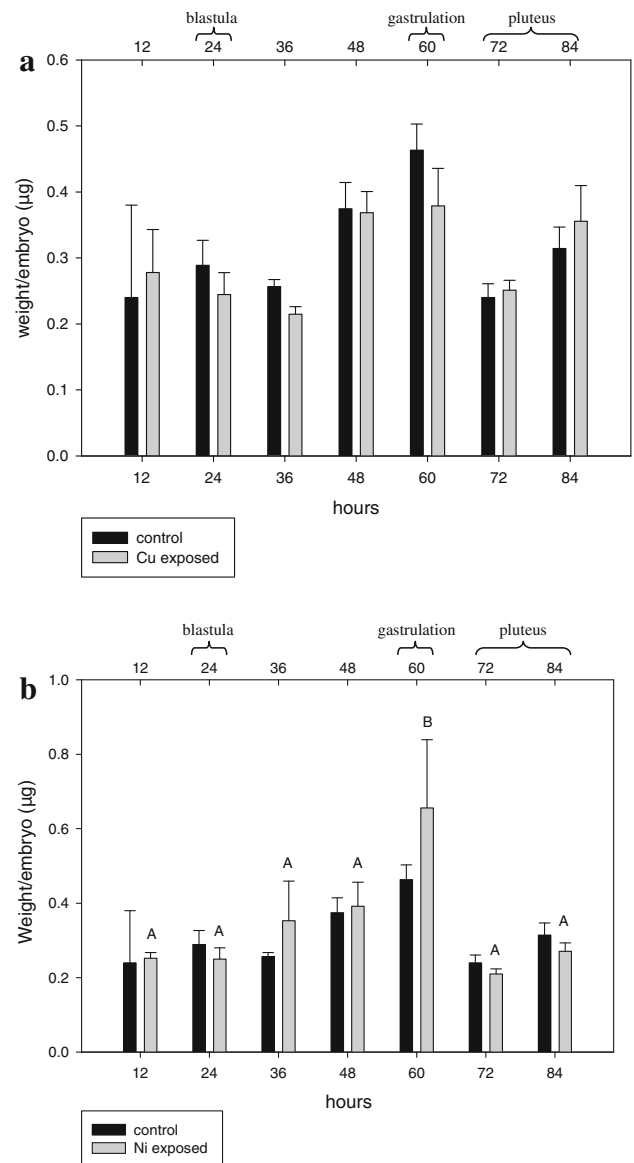 blastula
gastrulation
pluteus
12 24 36 48 60 72 84
a
0.6
0.5
0.4
0.3
0.2
0.1
0.0
weight/embryo (µg)
12 24 36 48 60 72 84
hours
control
Cu exposed
blastula
gastrulation
pluteus
12 24 36 48 60 72 84
b
1.0
0.8
0.6
0.4
0.2
0.0
Weight/embryo (µg)
A A A A B A A
12 24 36 48 60 72 84
hours
control
Ni exposed